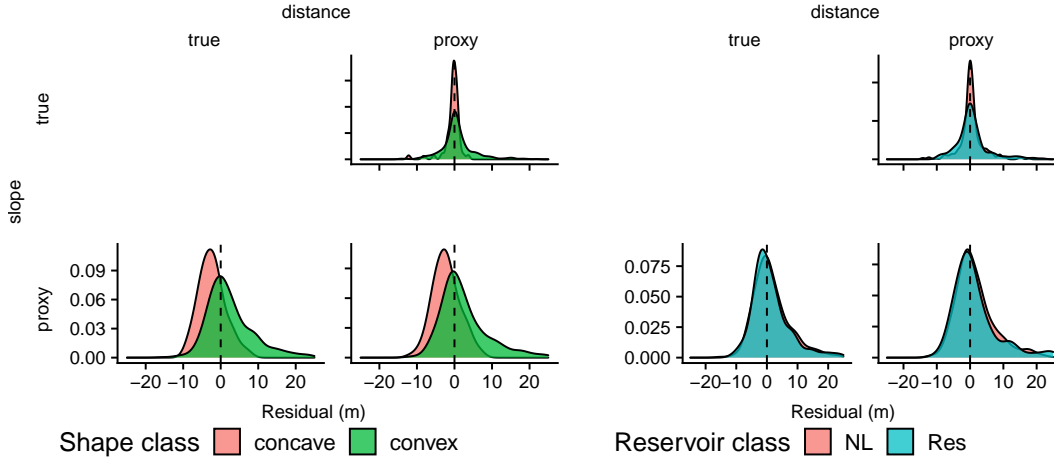 distance
distance
true
proxy
true
proxy
true
slope
proxy
0.09
0.06
0.03
0.00
0.075
0.050
0.025
0.000
−20 −10 0 10 20
−20 −10 0 10 20
−20 −10 0 10 20
−20 −10 0 10 20
Residual (m)
Residual (m)
Shape class concave convex
Reservoir class NL Res